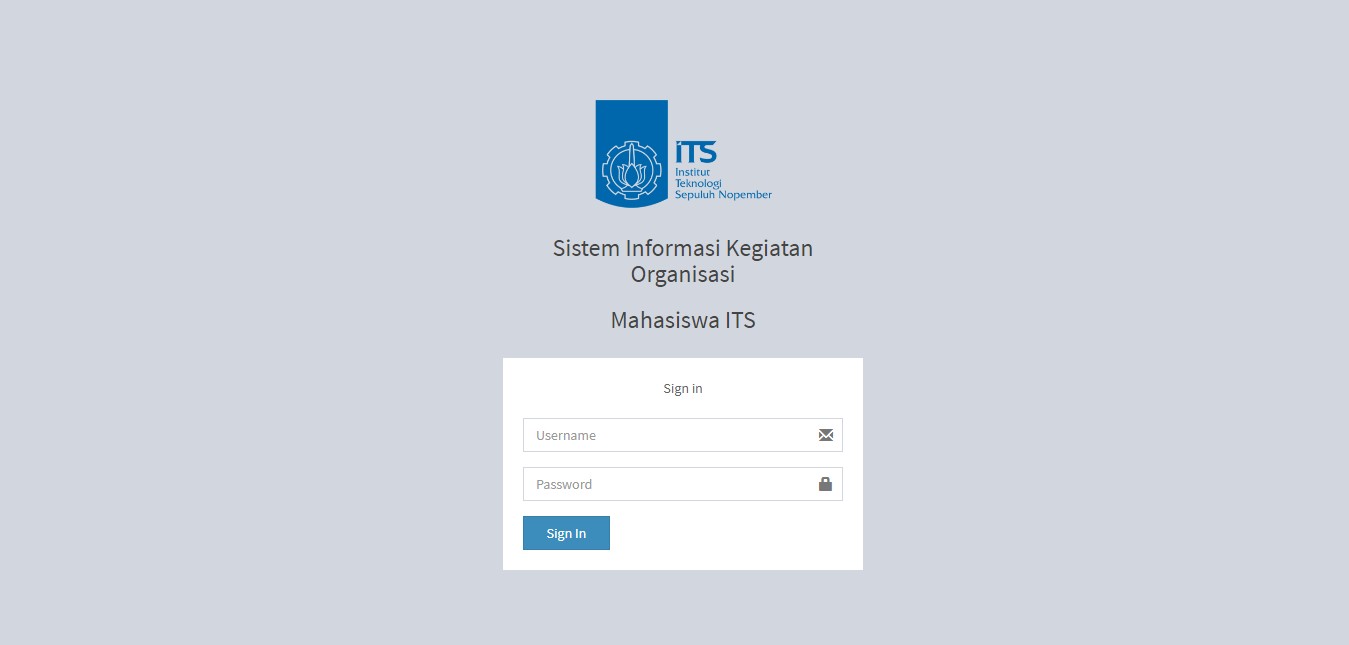 iTS
Institut
Teknologi
Sepuluh Nopember
Sistem Informasi Kegiatan
Organisasi
Mahasiswa ITS
Sign in
Username
Password
Sign In